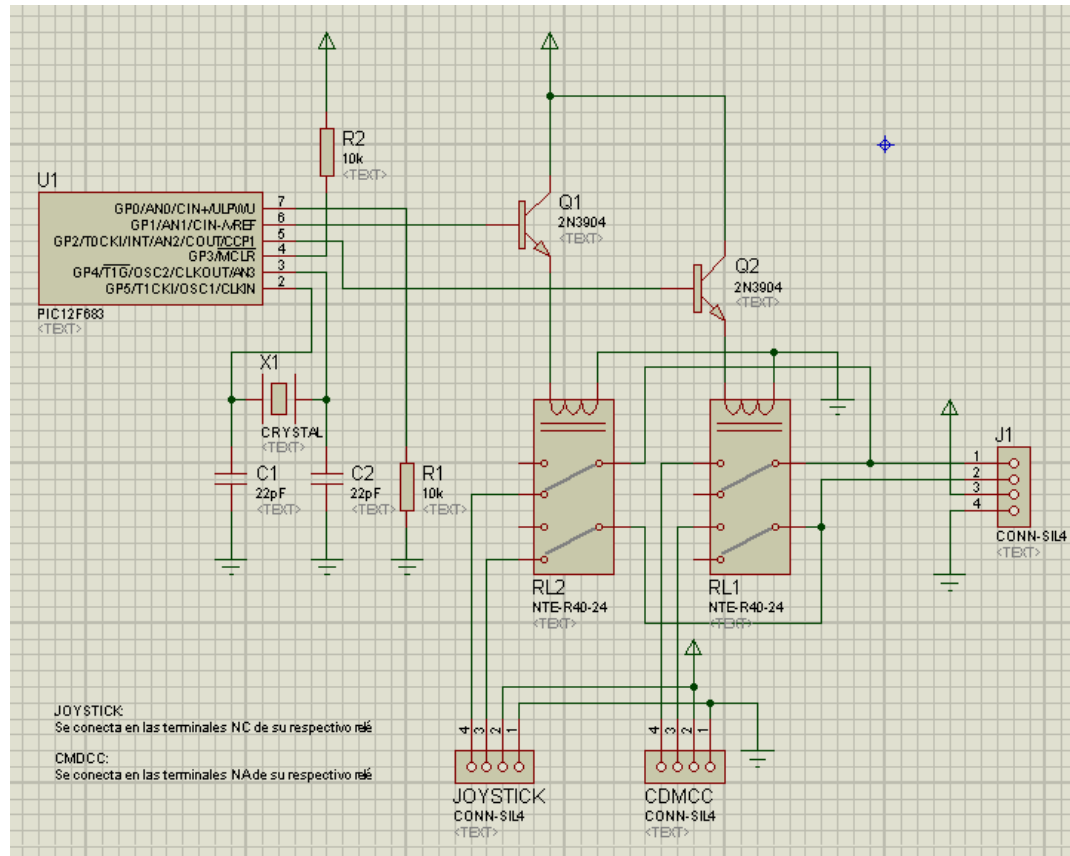 R2
10k
<TEXT>
U1
GP0/AN0/CIN+/ULPWU
7
GP1/AN1/CIN-/VREF
6
GP2/T0CKI/INT/AN2/COUT/CCP1
5
GP3/MCLR
4
GP4/T1G/OSC2/CLKOUT/AN3
3
GP5/T1CKI/OSC1/CLKIN
2
PIC12F683
<TEXT>
Q1
2N3904
<TEXT>
Q2
2N3904
<TEXT>
X1
CRYSTAL
<TEXT>
C1
22pF
<TEXT>
C2
22pF
<TEXT>
R1
10k
<TEXT>
J1
1
2
3
4
CONN-SIL4
<TEXT>
RL2
NTE-R40-24
<TEXT>
RL1
NTE-R40-24
<TEXT>
JOYSTICK:
Se conecta en las terminales NC de su respectivo relé
CMDCC:
Se conecta en las terminales NA de su respectivo relé
4
3
2
1
JOYSTICK
CONN-SIL4
<TEXT>
4
3
2
1
CDMCC
CONN-SIL4
<TEXT>